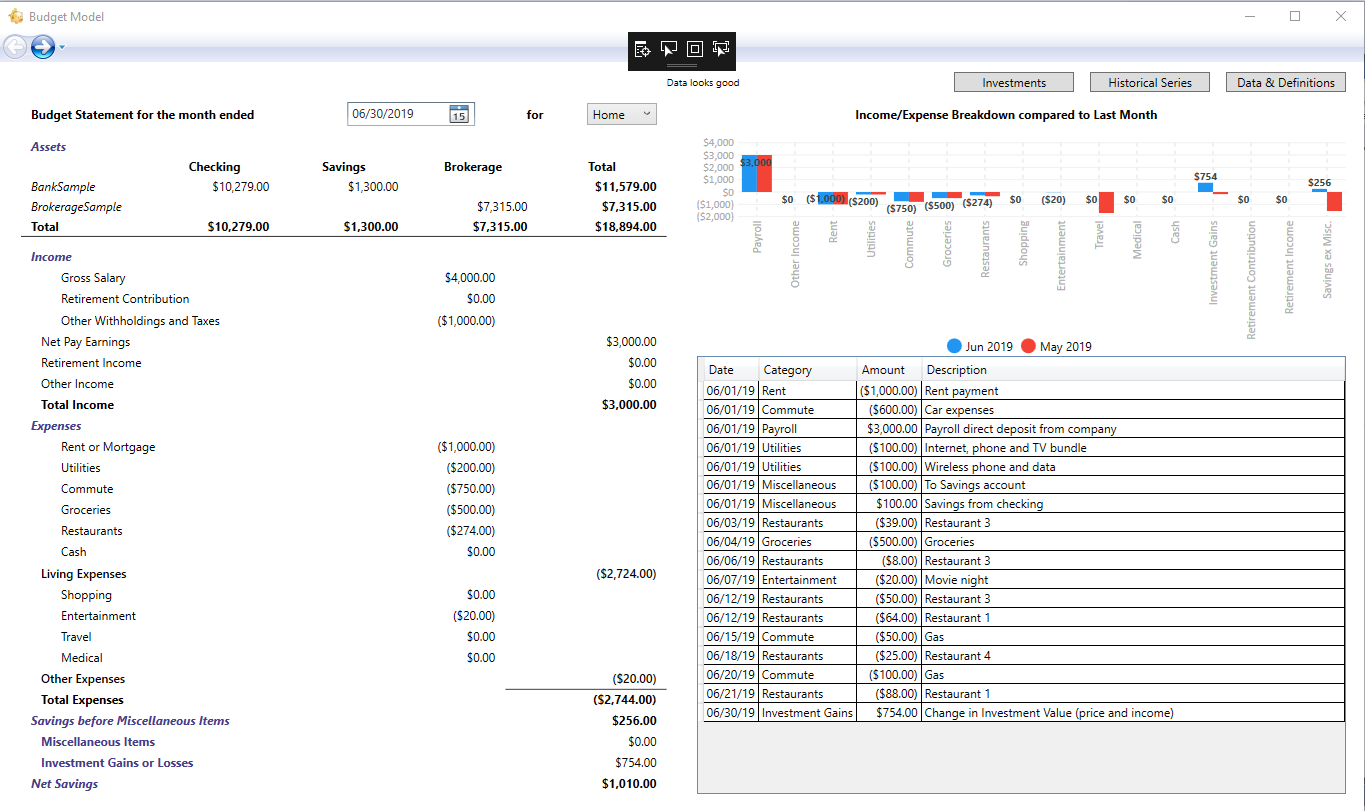 Budget Model
Data looks good
Investments Historical Series Data & Definitions
Budget Statement for the month ended 06/30/2019 15 for Home
Assets
Checking Savings Brokerage Total
BankSample $10,279.00 $1,300.00 $11,579.00
BrokerageSample $7,315.00 $7,315.00
Total $10,279.00 $1,300.00 $7,315.00 $18,894.00
Income
Gross Salary $4,000.00
Retirement Contribution $0.00
Other Withholdings and Taxes ($1,000.00)
Net Pay Earnings $3,000.00
Retirement Income $0.00
Other Income $0.00
Total Income $3,000.00
Expenses
Rent or Mortgage ($1,000.00)
Utilities ($200.00)
Commute ($750.00)
Groceries ($500.00)
Restaurants ($274.00)
Cash $0.00
Living Expenses ($2,724.00)
Shopping $0.00
Entertainment ($20.00)
Travel $0.00
Medical $0.00
Other Expenses ($20.00)
Total Expenses ($2,744.00)
Savings before Miscellaneous Items $256.00
Miscellaneous Items $0.00
Investment Gains or Losses $754.00
Net Savings $1,010.00
Income/Expense Breakdown compared to Last Month
$4,000
$3,000
$2,000
$1,000
$0
($1,000)
($2,000)
$3,000 $0 ($1,000) ($200) ($750) ($500) ($274) $0 ($20) $0 $0 $0 $754 $0 $0 $256
Payroll
Other Income
Rent
Utilities
Commute
Groceries
Restaurants
Shopping
Entertainment
Travel
Medical
Cash
Investment Gains
Retirement Contribution
Retirement Income
Savings ex Misc.
Jun 2019 May 2019
Date Category Amount Description
06/01/19 Rent ($1,000.00) Rent payment
06/01/19 Commute ($600.00) Car expenses
06/01/19 Payroll $3,000.00 Payroll direct deposit from company
06/01/19 Utilities ($100.00) Internet, phone and TV bundle
06/01/19 Utilities ($100.00) Wireless phone and data
06/01/19 Miscellaneous ($100.00) To Savings account
06/01/19 Miscellaneous $100.00 Savings from checking
06/03/19 Restaurants ($39.00) Restaurant 3
06/04/19 Groceries ($500.00) Groceries
06/06/19 Restaurants ($8.00) Restaurant 3
06/07/19 Entertainment ($20.00) Movie night
06/12/19 Restaurants ($50.00) Restaurant 3
06/12/19 Restaurants ($64.00) Restaurant 1
06/15/19 Commute ($50.00) Gas
06/18/19 Restaurants ($25.00) Restaurant 4
06/20/19 Commute ($100.00) Gas
06/21/19 Restaurants ($88.00) Restaurant 1
06/30/19 Investment Gains $754.00 Change in Investment Value (price and income)